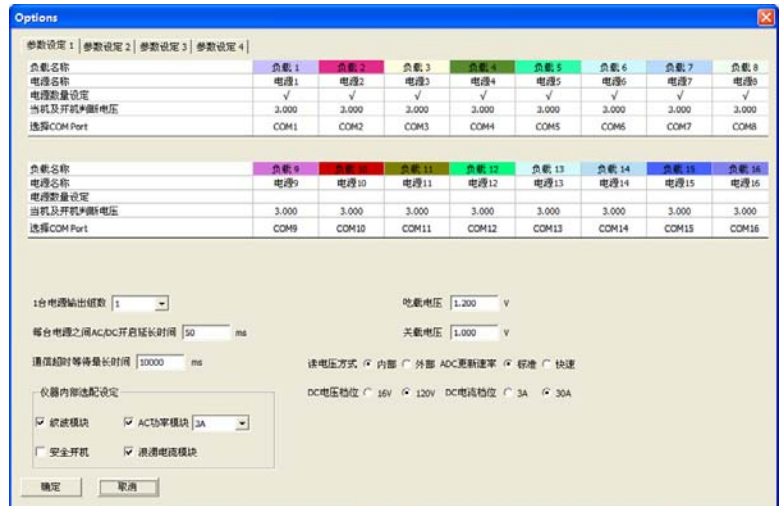 Options
参数设定 1 参数设定 2 参数设定 3 参数设定 4
负载名称 负载 1 负载 2 负载 3 负载 4 负载 5 负载 6 负载 7 负载 8
电源名称 电源1 电源2 电源3 电源4 电源5 电源6 电源7 电源8
电源数量设定 √ √ √ √ √ √ √ √
当机及开机判断电压 3.000 3.000 3.000 3.000 3.000 3.000 3.000 3.000
选择COM Port COM1 COM2 COM3 COM4 COM5 COM6 COM7 COM8
负载名称 负载 9 负载 10 负载 11 负载 12 负载 13 负载 14 负载 15 负载 16
电源名称 电源9 电源10 电源11 电源12 电源13 电源14 电源15 电源16
电源数量设定
当机及开机判断电压 3.000 3.000 3.000 3.000 3.000 3.000 3.000 3.000
选择COM Port COM9 COM10 COM11 COM12 COM13 COM14 COM15 COM16
1台电源输出组数 1 吃载电压 1.200 V
每台电源之间AC/DC开启延长时间 50 ms 关载电压 1.000 V
通信超时等待最长时间 10000 ms 读电压方式 内部 外部 ADC更新速率 标准 快速
仪器内部选配设定 DC电压档位 16V 120V DC电流档位 3A 30A
纹波模块 AC功率模块 3A
安全开机 浪涌电流模块
确定 取消